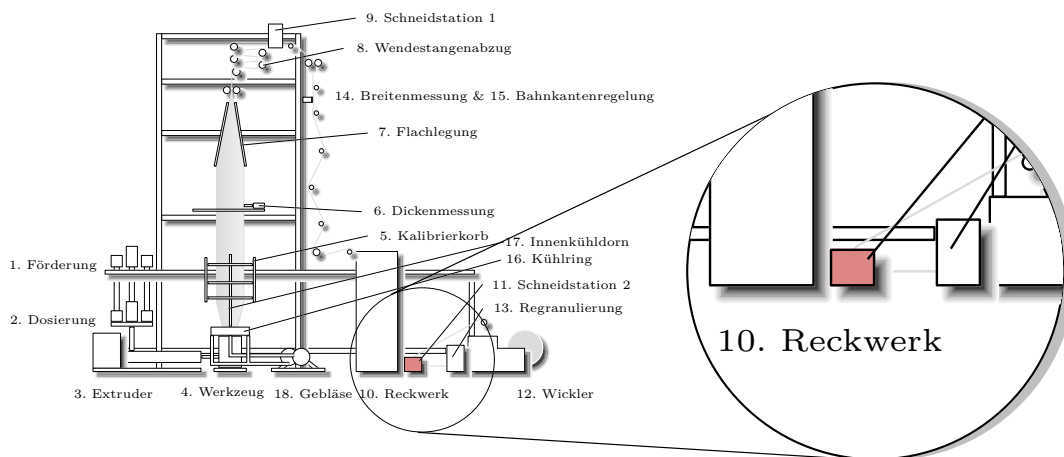 9. Schneidstation 1
8. Wendestangenabzug
14. Breitenmessung & 15. Bahnkantenregelung
7. Flachlegung
6. Dickenmessung
5. Kalibrierkorb
17. Innenkühldorn
1. Förderung
16. Kühlring
11. Schneidstation 2
13. Regranulierung
2. Dosierung
3. Extruder
4. Werkzeug
18. Gebläse
10. Reckwerk
12. Wickler
10. Reckwerk